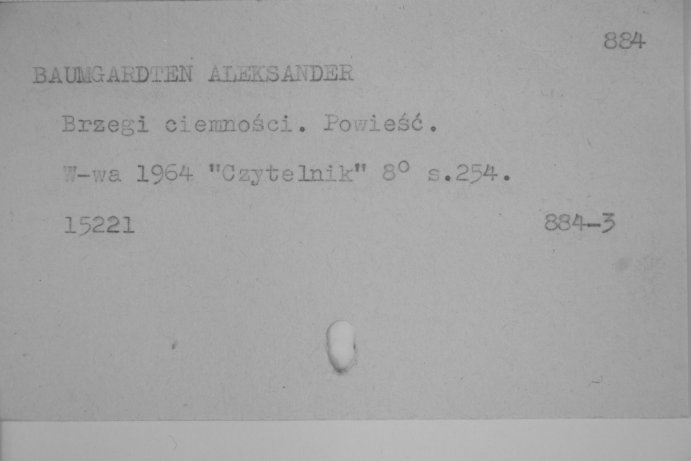 884
BAUMGARDTEN ALEKSANDER
Brzegi ciemności. Powieść.
W-wa 1964 "Czytelnik" 8° s.254.
15221 884-3